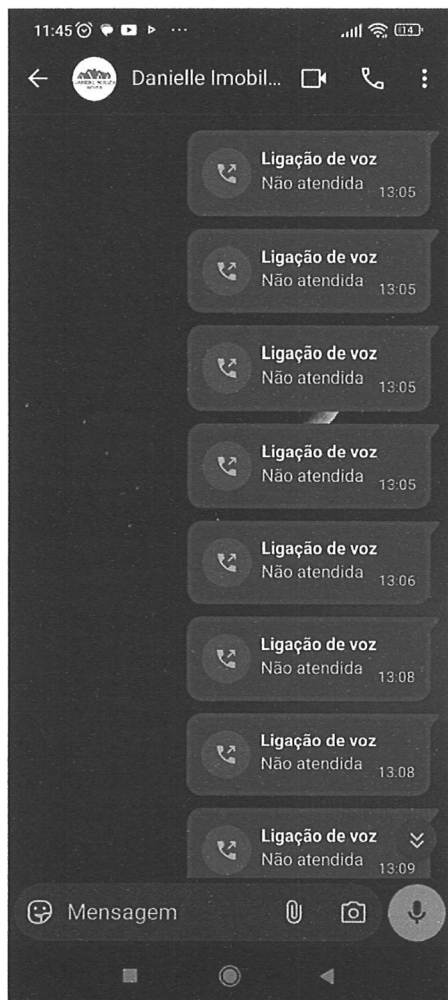 11:45
14
Danielle Imobil...
Ligação de voz
Não atendida 13:05
Ligação de voz
Não atendida 13:05
Ligação de voz
Não atendida 13:05
Ligação de voz
Não atendida 13:05
Ligação de voz
Não atendida 13:06
Ligação de voz
Não atendida 13:08
Ligação de voz
Não atendida 13:08
Ligação de voz
Não atendida 13:09
Mensagem